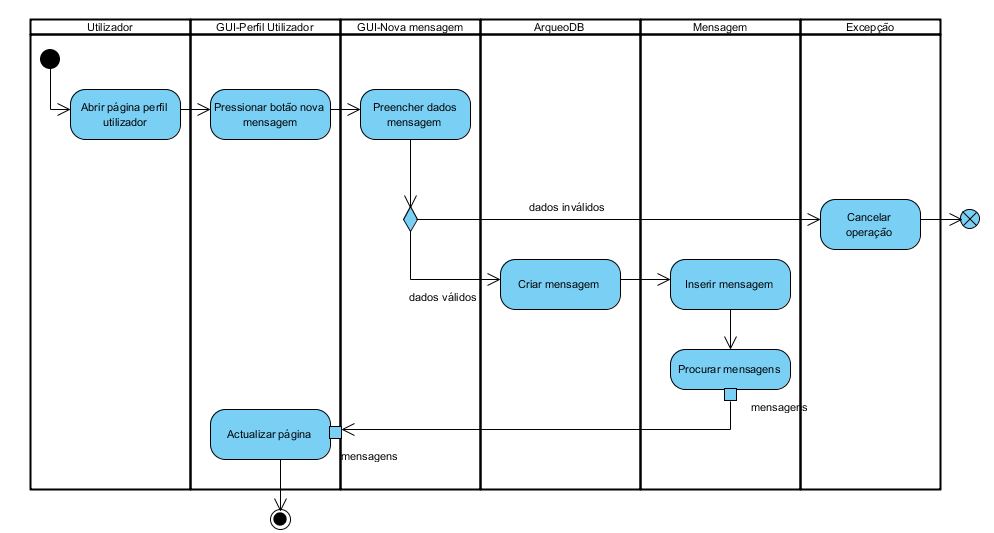 Utilizador
GUI-Perfil Utilizador
GUI-Nova mensagem
ArqueoDB
Mensagem
Excepção
Abrir página perfil
utilizador
Pressionar botão nova
mensagem
Preencher dados
mensagem
dados inválidos
Cancelar
operação
dados válidos
Criar mensagem
Inserir mensagem
Procurar mensagens
mensagens
Actualizar página
mensagens